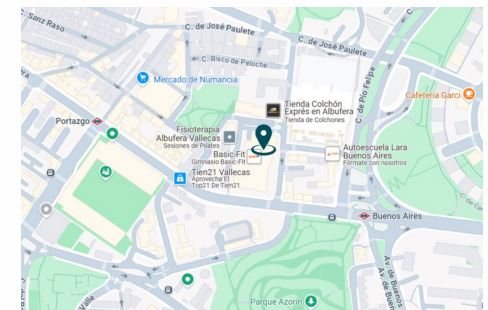 C. Sanz Raso
C. de José Paulete
C. de José Paulete
C. Risco de Peloche
Mercado de Numancia
C. de Pío Felipe
Cafetería Garci
Tienda Colchón
Exprés en Albufera
Tienda de Colchones
Portazgo
Fisioterapia
Albufera Vallecas
Sesiones de Pilates
Basic-Fit
Gimnasio Basic-Fit
Autoescuela Lara
Buenos Aires
Fórmate con nosotros
Tien21 Vallecas
Aprovecha El
Top21 De Tien21
Buenos Aires
Av. de Buenos
Av. de Buenos
Valle
Parque Azorín